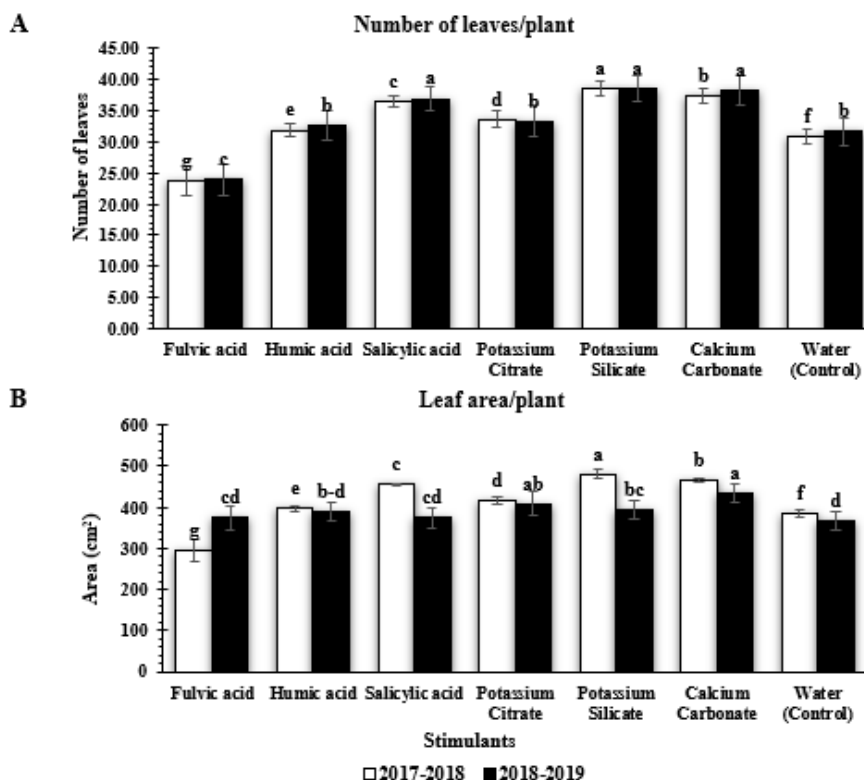 A
Number of leaves/plant
Number of leaves
45.00
40.00
35.00
30.00
25.00
20.00
15.00
10.00
5.00
0.00
g c e b c a d b a a b a f b
Fulvic acid Humic acid Salicylic acid Potassium Citrate Potassium Silicate Calcium Carbonate Water (Control)
B
Leaf area/plant
Area (cm²)
600
500
400
300
200
100
0
g cd e b-d c cd d ab a bc b a f d
Fulvic acid Humic acid Salicylic acid Potassium Citrate Potassium Silicate Calcium Carbonate Water (Control)
Stimulants
2017-2018 2018-2019